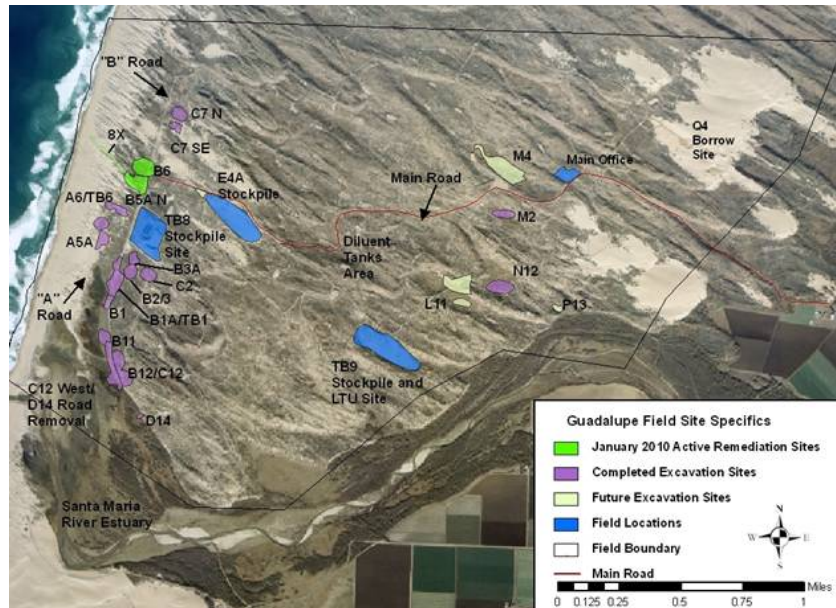 "B" Road
C7 N
8X
C7 SE
Q4
Borrow
Site
M4
Main Office
B6
E4A
Stockpile
Main Road
A6/TB6
B5A N
TB8
Stockpile
Site
M2
A5A
Diluent
Tanks
Area
B3A
C2
N12
"A"
Road
B2/3
B1
B1A/TB1
L11
P13
B11
B12/C12
TB9
Stockpile and
LTU Site
C12 West/
D14 Road
Removal
D14
Santa Maria
River Estuary
Guadalupe Field Site Specifics
January 2010 Active Remediation Sites
Completed Excavation Sites
Future Excavation Sites
Field Locations
Field Boundary
Main Road
N
W E
S
Miles
0 0.125 0.25 0.5 0.75 1